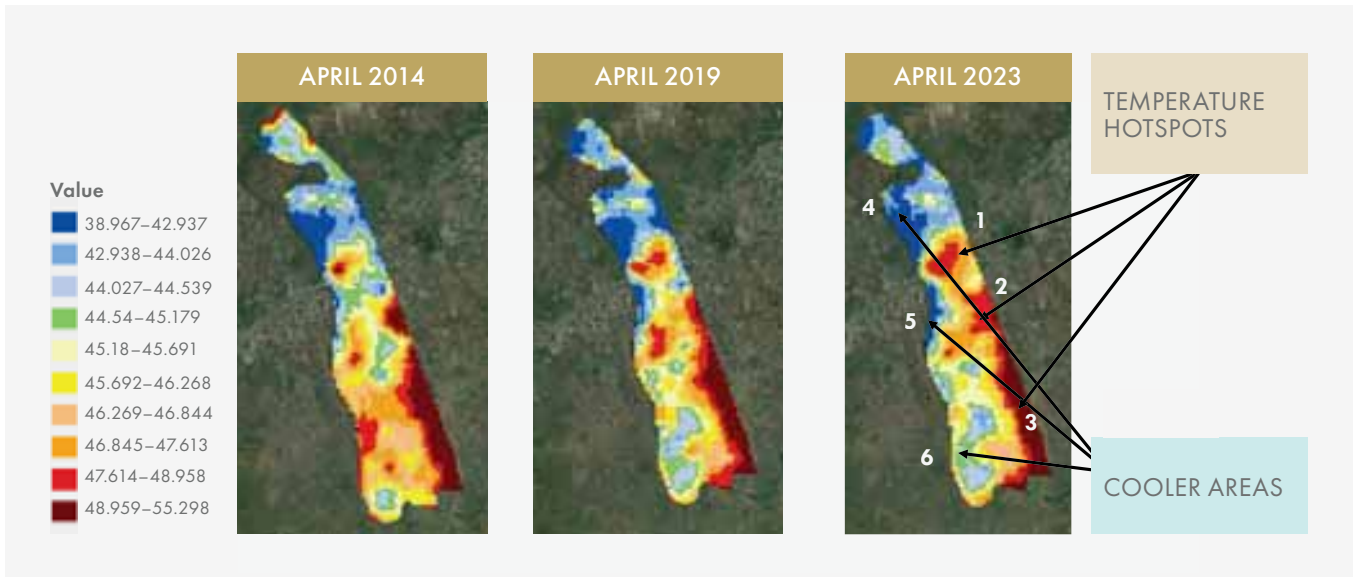 APRIL 2014
APRIL 2019
APRIL 2023
TEMPERATURE
HOTSPOTS
Value
38.967–42.937
42.938–44.026
44.027–44.539
44.54–45.179
45.18–45.691
45.692–46.268
46.269–46.844
46.845–47.613
47.614–48.958
48.959–55.298
4
1
2
5
3
6
COOLER AREAS